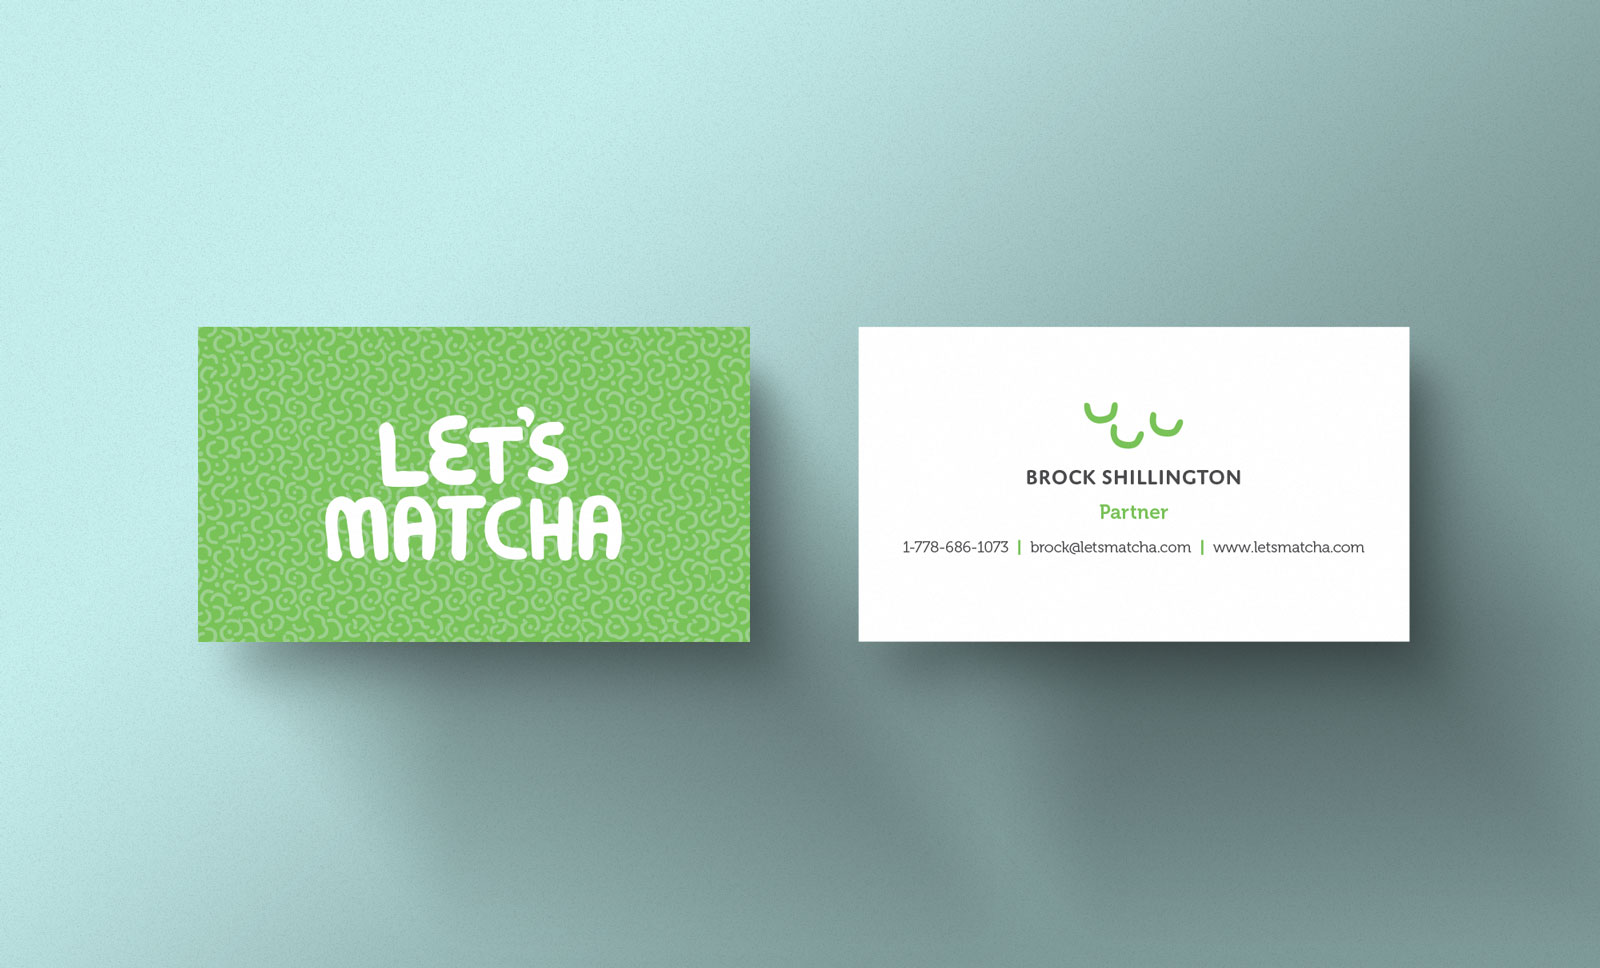 LET'S
MATCHA
BROCK SHILLINGTON
Partner
1-778-686-1073 | brock@letsmatcha.com | www.letsmatcha.com